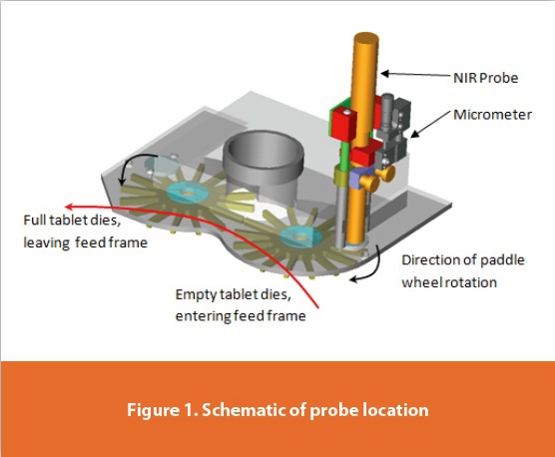 NIR Probe
Micrometer
Full tablet dies,
leaving feed frame
Direction of paddle
wheel rotation
Empty tablet dies,
entering feed frame
Figure 1. Schematic of probe location